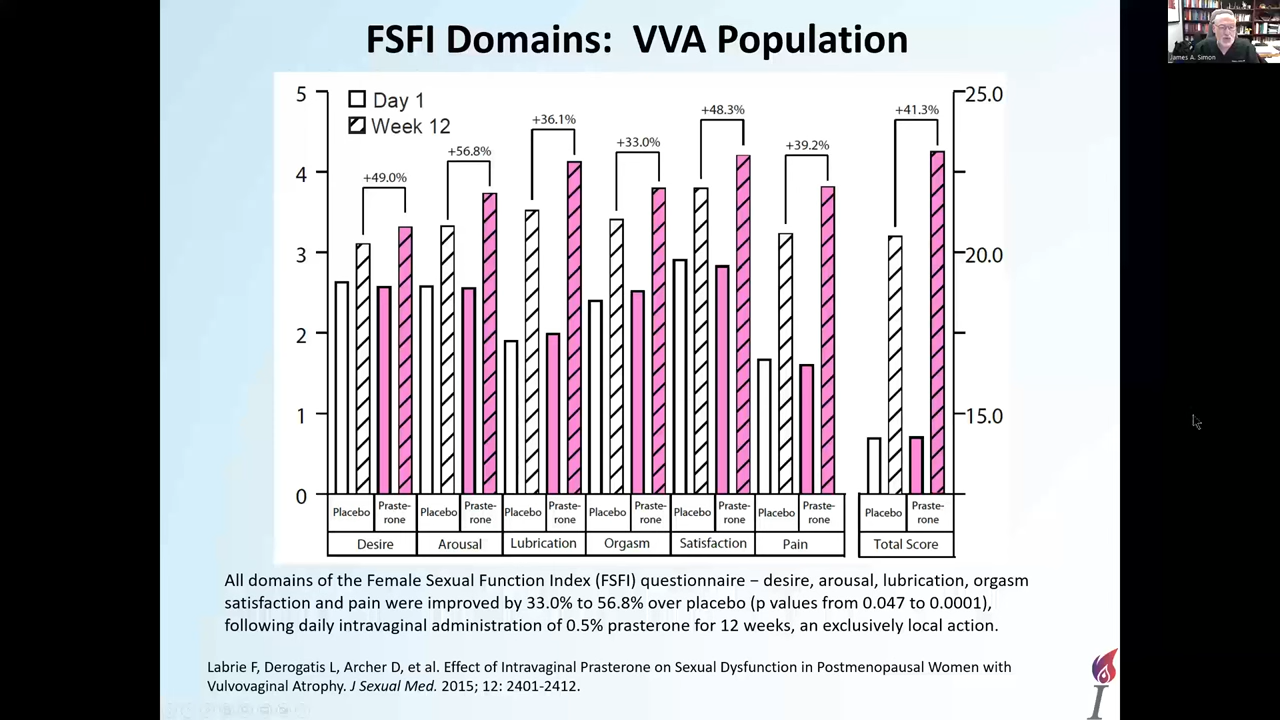 FSFI Domains: VVA Population
James A. Simon
5
4
3
2
1
0
Day 1
Week 12
+49.0%
+56.8%
+36.1%
+33.0%
+48.3%
+39.2%
+41.3%
25.0
20.0
15.0
Placebo
Praste-
rone
Placebo
Praste-
rone
Placebo
Praste-
rone
Placebo
Praste-
rone
Placebo
Praste-
rone
Placebo
Praste-
rone
Placebo
Praste-
rone
Desire
Arousal
Lubrication
Orgasm
Satisfaction
Pain
Total Score
All domains of the Female Sexual Function Index (FSFI) questionnaire – desire, arousal, lubrication, orgasm
satisfaction and pain were improved by 33.0% to 56.8% over placebo (p values from 0.047 to 0.0001),
following daily intravaginal administration of 0.5% prasterone for 12 weeks, an exclusively local action.
Labrie F, Derogatis L, Archer D, et al. Effect of Intravaginal Prasterone on Sexual Dysfunction in Postmenopausal Women with
Vulvovaginal Atrophy. J Sexual Med. 2015; 12: 2401-2412.
I